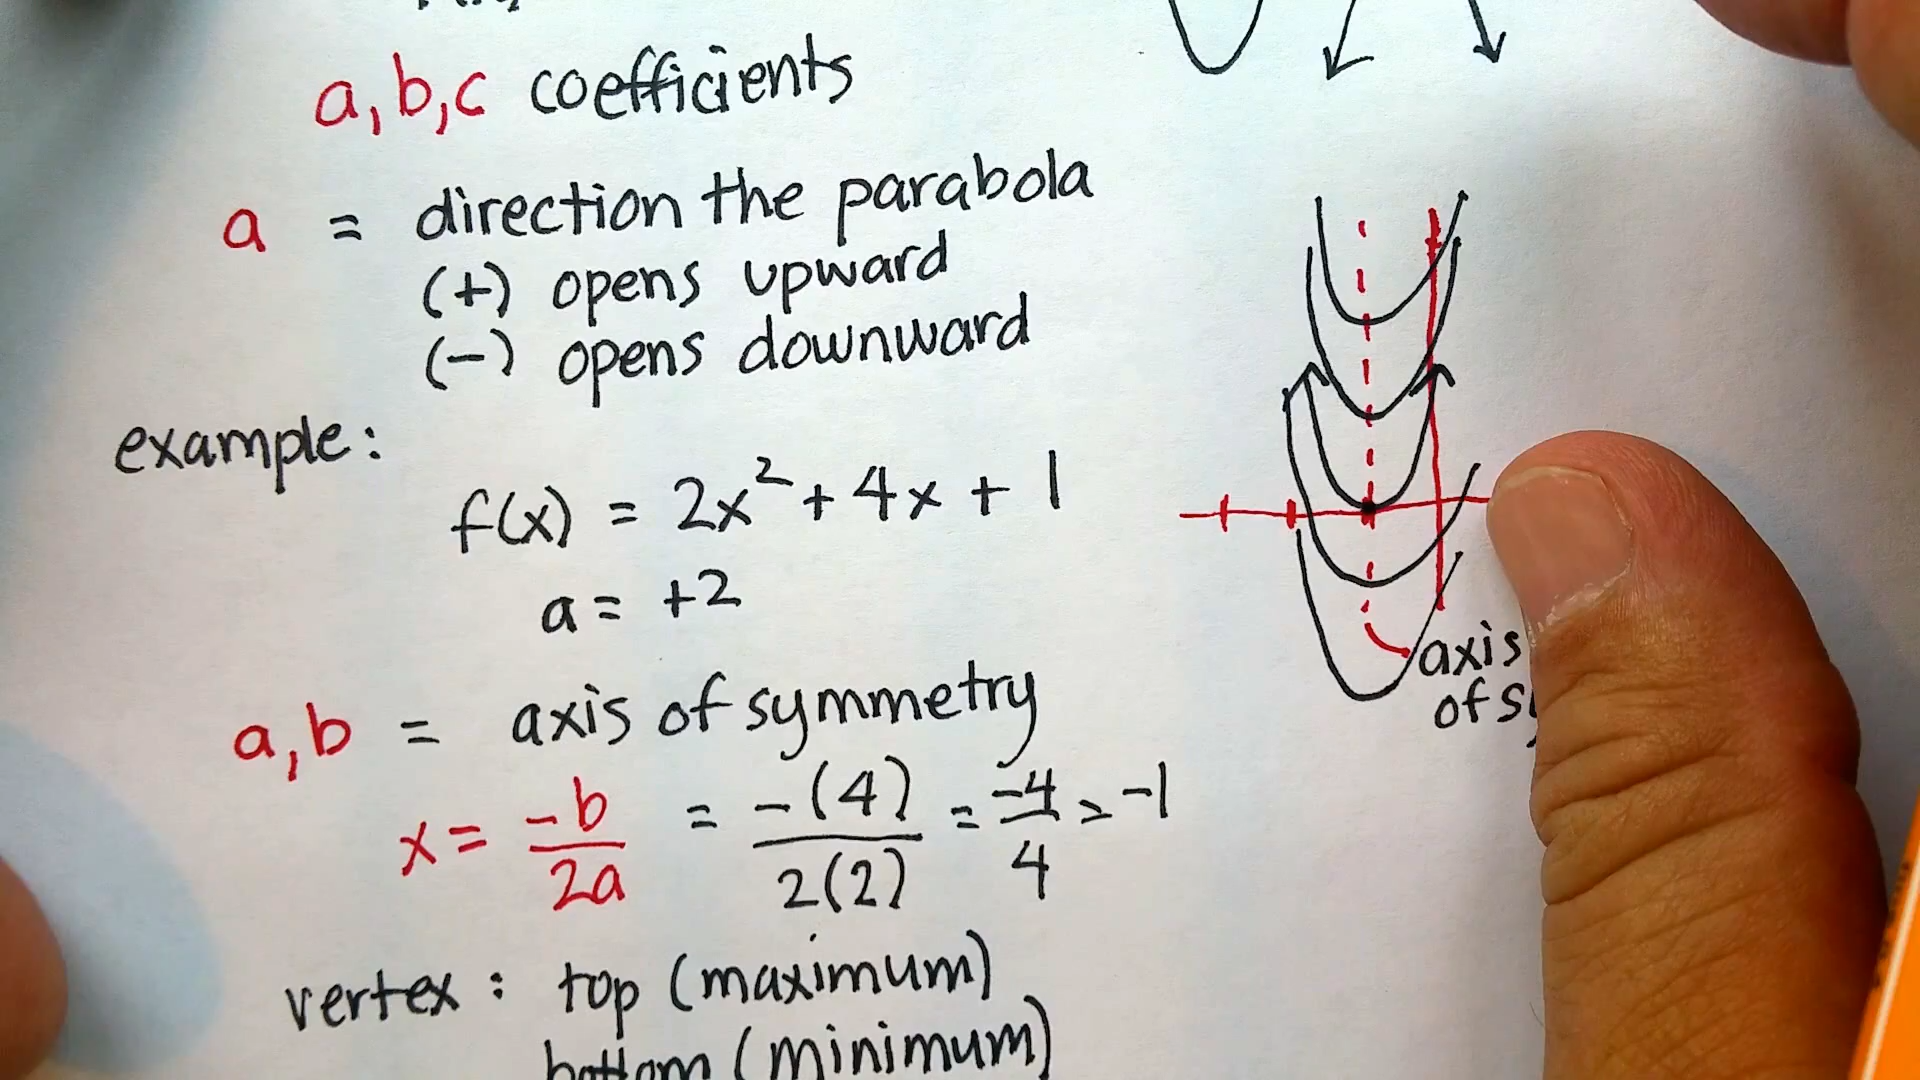 a, b, c coefficients
a = direction the parabola
(+) opens upward
(-) opens downward
example:
f(x) = 2x² + 4x + 1
a = +2
axis
of
a, b = axis of symmetry
x = -b/2a = -(4)/2(2) = -4/4 = -1
vertex: top (maximum)
bottom (minimum)